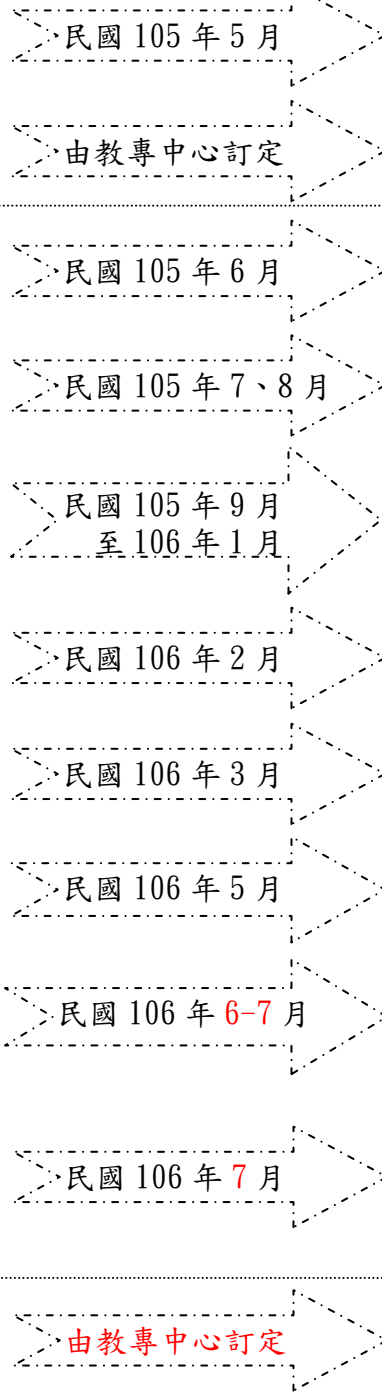 民國 105 年 5 月
由教專中心訂定
民國 105 年 6 月
民國 105 年 7、8 月
民國 105 年 9 月
至 106 年 1 月
民國 106 年 2 月
民國 106 年 3 月
民國 106 年 5 月
民國 106 年 6-7 月
民國 106 年 7 月
由教專中心訂定